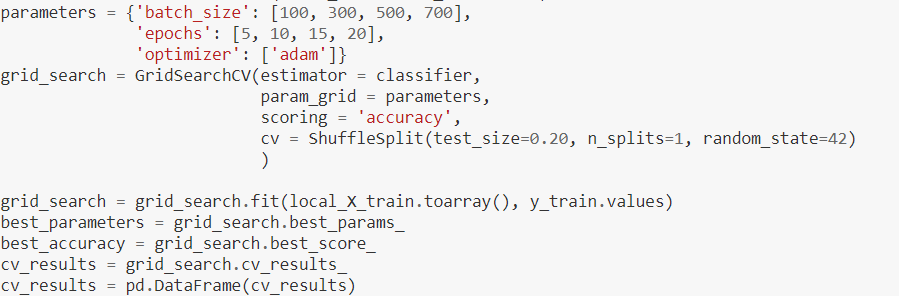 parameters = {'batch_size': [100, 300, 500, 700],
              'epochs': [5, 10, 15, 20],
              'optimizer': ['adam']}
grid_search = GridSearchCV(estimator = classifier,
                           param_grid = parameters,
                           scoring = 'accuracy',
                           cv = ShuffleSplit(test_size=0.20, n_splits=1, random_state=42)
                           )

grid_search = grid_search.fit(local_X_train.toarray(), y_train.values)
best_parameters = grid_search.best_params_
best_accuracy = grid_search.best_score_
cv_results = grid_search.cv_results_
cv_results = pd.DataFrame(cv_results)